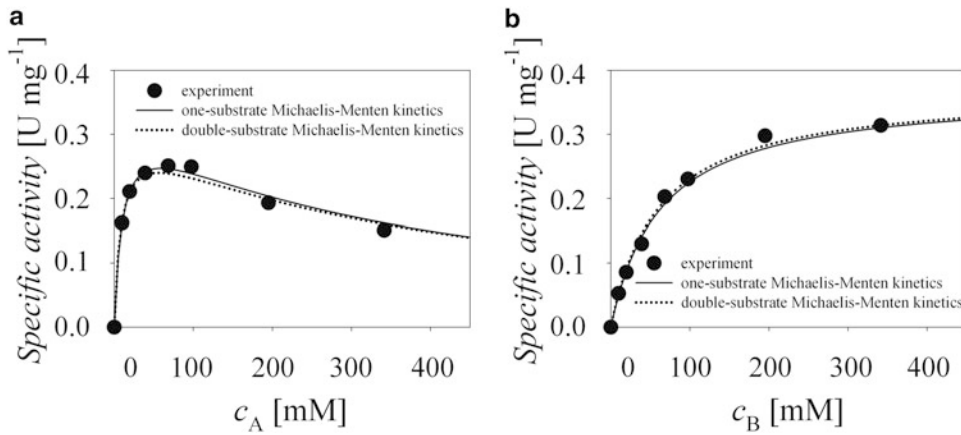 a
Specific activity [U mg⁻¹]
0.4
0.3
0.2
0.1
0.0
experiment
one-substrate Michaelis-Menten kinetics
double-substrate Michaelis-Menten kinetics
0 100 200 300 400
c_A [mM]
b
Specific activity [U mg⁻¹]
0.4
0.3
0.2
0.1
0.0
experiment
one-substrate Michaelis-Menten kinetics
double-substrate Michaelis-Menten kinetics
0 100 200 300 400
c_B [mM]